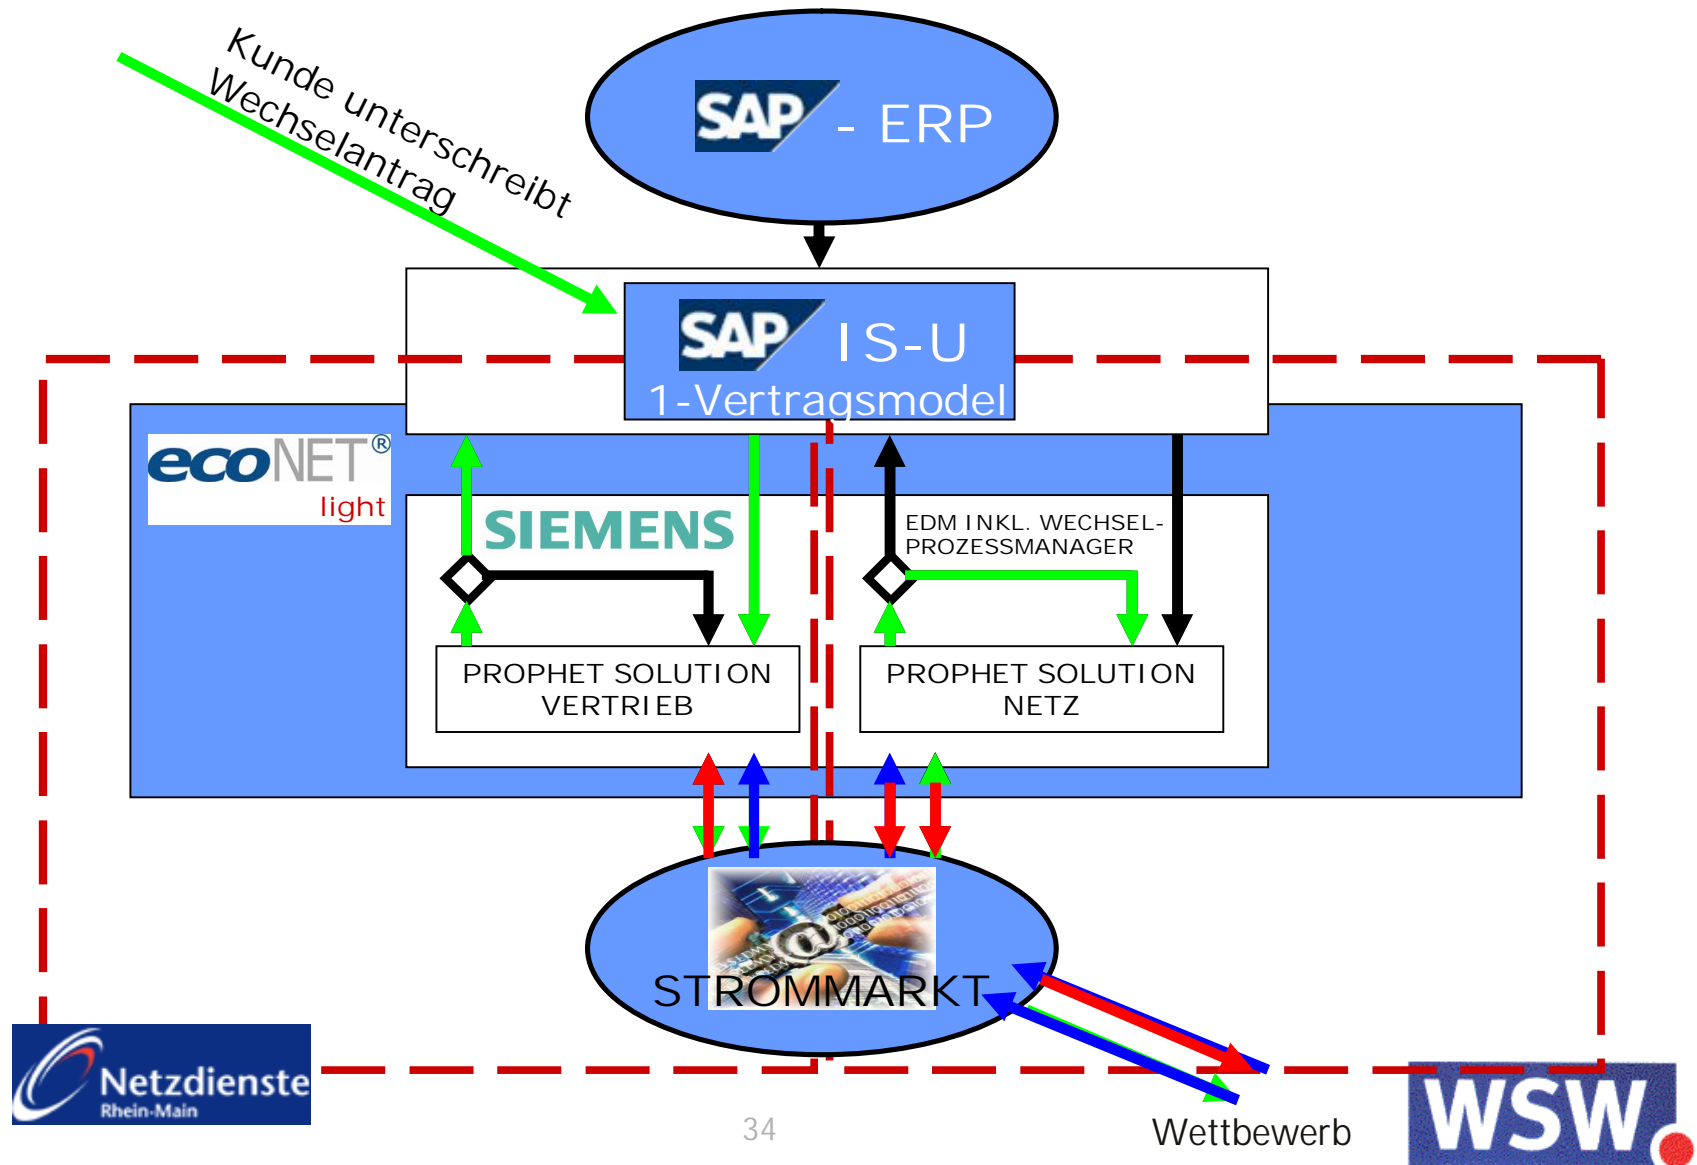 Kunde unterschreibt
Wechselantrag
SAP - ERP
SAP IS-U
1-Vertragsmodel
ecoNET®
light
SIEMENS
EDM INKL. WECHSEL-
PROZESSMANAGER
PROPHET SOLUTION
VERTRIEB
PROPHET SOLUTION
NETZ
STROMMARKT
Netzdienste
Rhein-Main
34
Wettbewerb
WSW